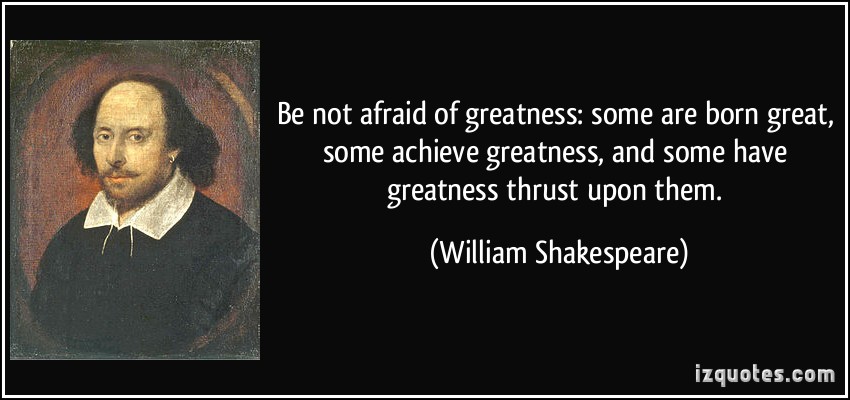 Be not afraid of greatness: some are born great,
some achieve greatness, and some have
greatness thrust upon them.
(William Shakespeare)
izquotes.com